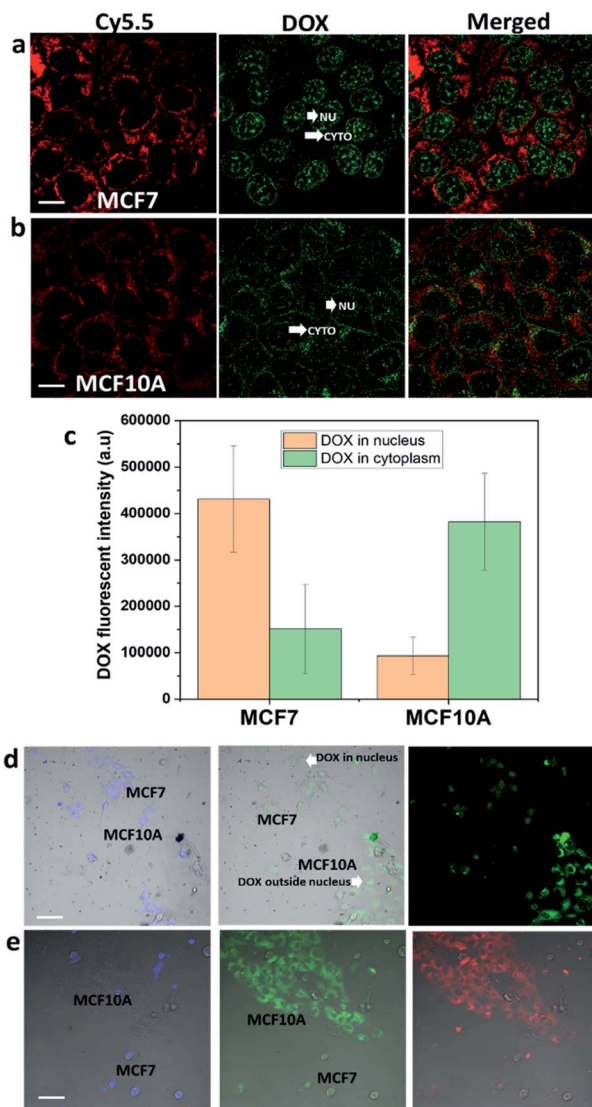 Cy5.5 DOX Merged
a
NU
CYTO
MCF7
b
NU
CYTO
MCF10A
c
DOX fluorescent intensity (a.u)
600000
500000
400000
300000
200000
100000
0
DOX in nucleus
DOX in cytoplasm
MCF7 MCF10A
d
MCF7
MCF10A
DOX in nucleus
MCF7
MCF10A
DOX outside nucleus
e
MCF10A
MCF7
MCF10A
MCF7